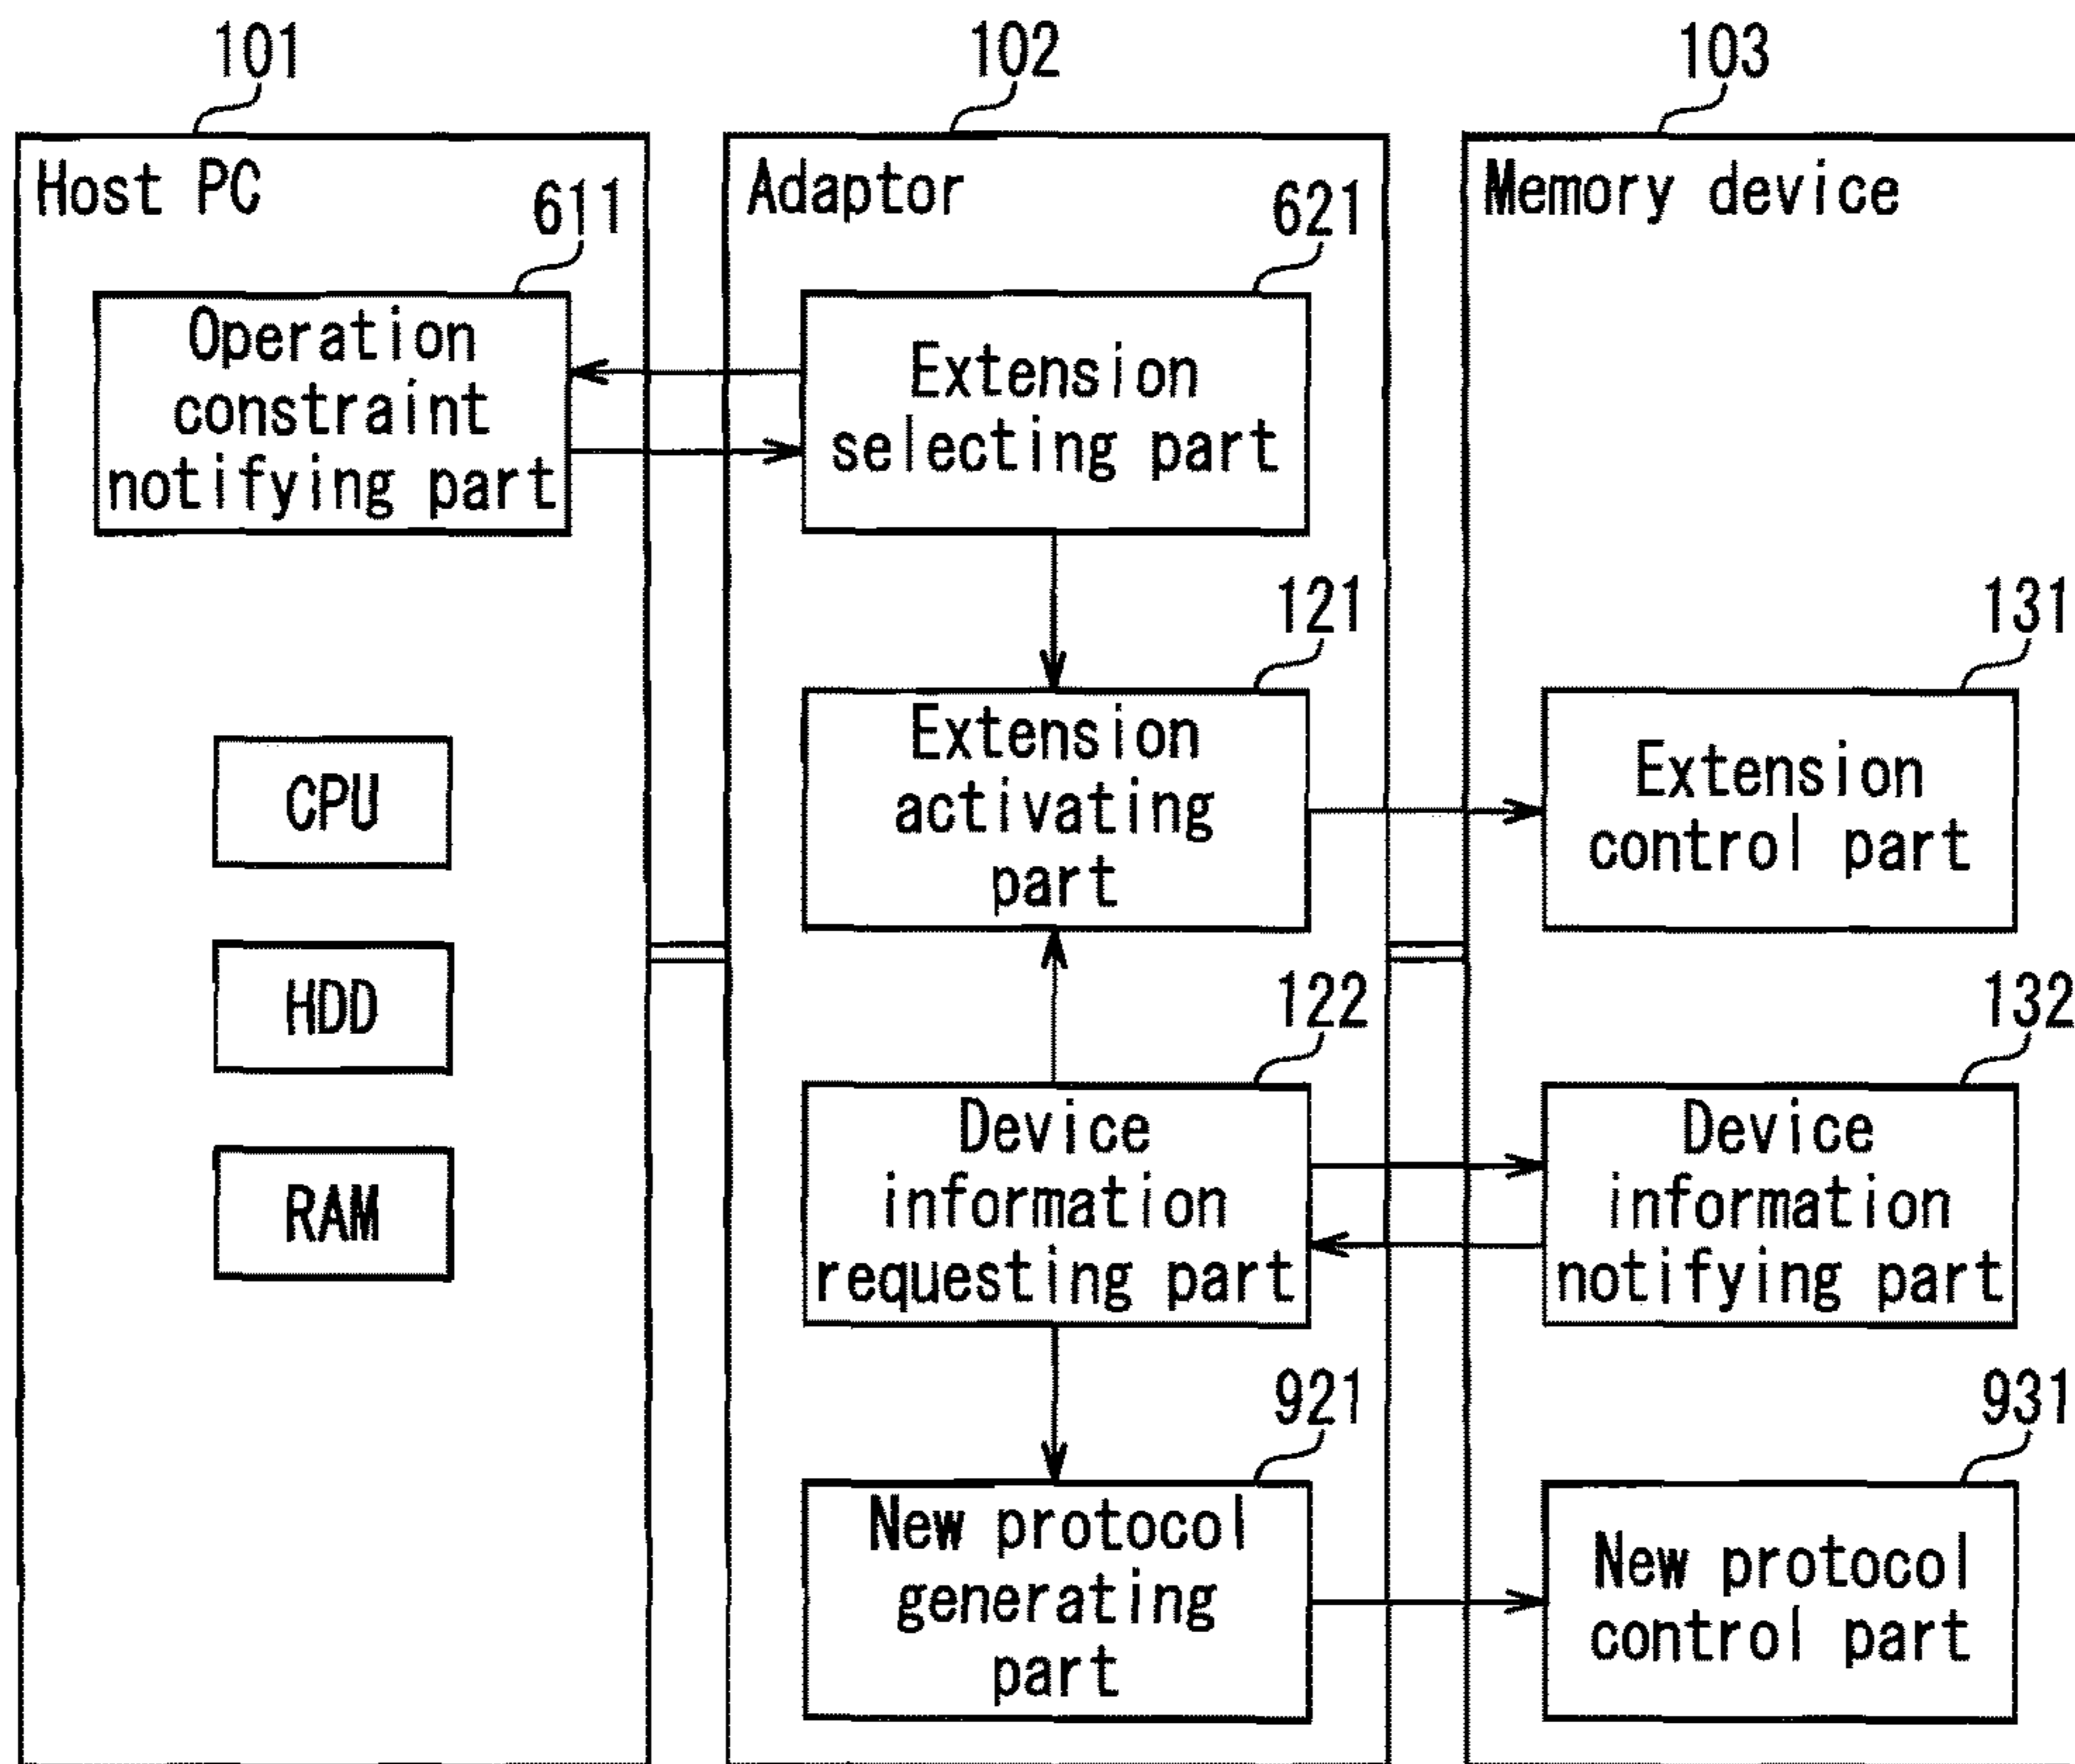 101
102
103
Host PC
Adaptor
Memory device
611
621
Operation
constraint
notifying part
Extension
selecting part
121
131
Extension
activating
part
Extension
control part
CPU
HDD
RAM
122
132
Device
information
requesting part
Device
information
notifying part
921
931
New protocol
generating
part
New protocol
control part